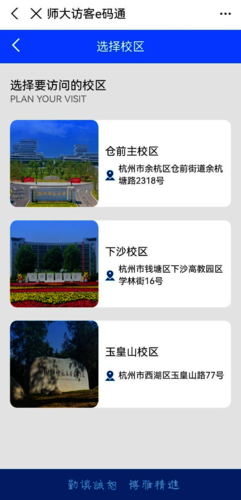 师大访客e码通
选择校区
选择要访问的校区
PLAN YOUR VISIT
仓前主校区
杭州市余杭区仓前街道余杭
塘路2318号
下沙校区
杭州市钱塘区下沙高教园区
学林街16号
玉皇山校区
杭州市西湖区玉皇山路77号
勤慎诚恕 博雅精进